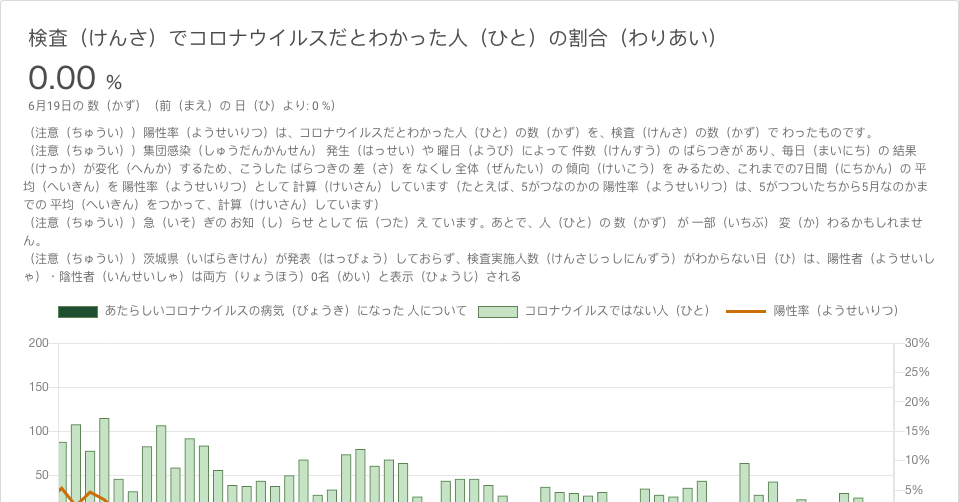 検査（けんさ）でコロナウイルスだとわかった人（ひと）の割合（わりあい）
0.00 %
6月19日の 数（かず）（前（まえ）の 日（ひ）より: 0 %）
（注意（ちゅうい））陽性率（ようせいりつ）は、コロナウイルスだとわかった人（ひと）の数（かず）を、検査（けんさ）の数（かず）で わったものです。
（注意（ちゅうい））集団感染（しゅうだんかんせん） 発生（はっせい）や 曜日（ようび）によって 件数（けんすう）の ばらつきが あり、毎日（まいにち）の 結果
（けっか）が変化（へんか）するため、こうした ばらつきの 差（さ）を なくし 全体（ぜんたい）の 傾向（けいこう）を みるため、これまでの7日間（にちかん）の 平
均（へいきん）を 陽性率（ようせいりつ）として 計算（けいさん）しています（たとえば、5がつなのかの 陽性率（ようせいりつ）は、5がつついたちから5月なのかま
での 平均（へいきん）をつかって、計算（けいさん）しています）
（注意（ちゅうい））急（いそ）ぎの お知（し）らせ として 伝（つた）え ています。あとで、人（ひと）の 数（かず） が 一部（いちぶ） 変（か）わるかもしれませ
ん。
（注意（ちゅうい））茨城県（いばらきけん）が発表（はっぴょう）しておらず、検査実施人数（けんさじっしにんずう）がわからない日（ひ）は、陽性者（ようせいし
ゃ）・陰性者（いんせいしゃ）は両方（りょうほう）0名（めい）と表示（ひょうじ）される
あたらしいコロナウイルスの病気（びょうき）になった 人について コロナウイルスではない人（ひと） 陽性率（ようせいりつ）
200 30%
25%
150 20%
100 15%
50 10%
5%